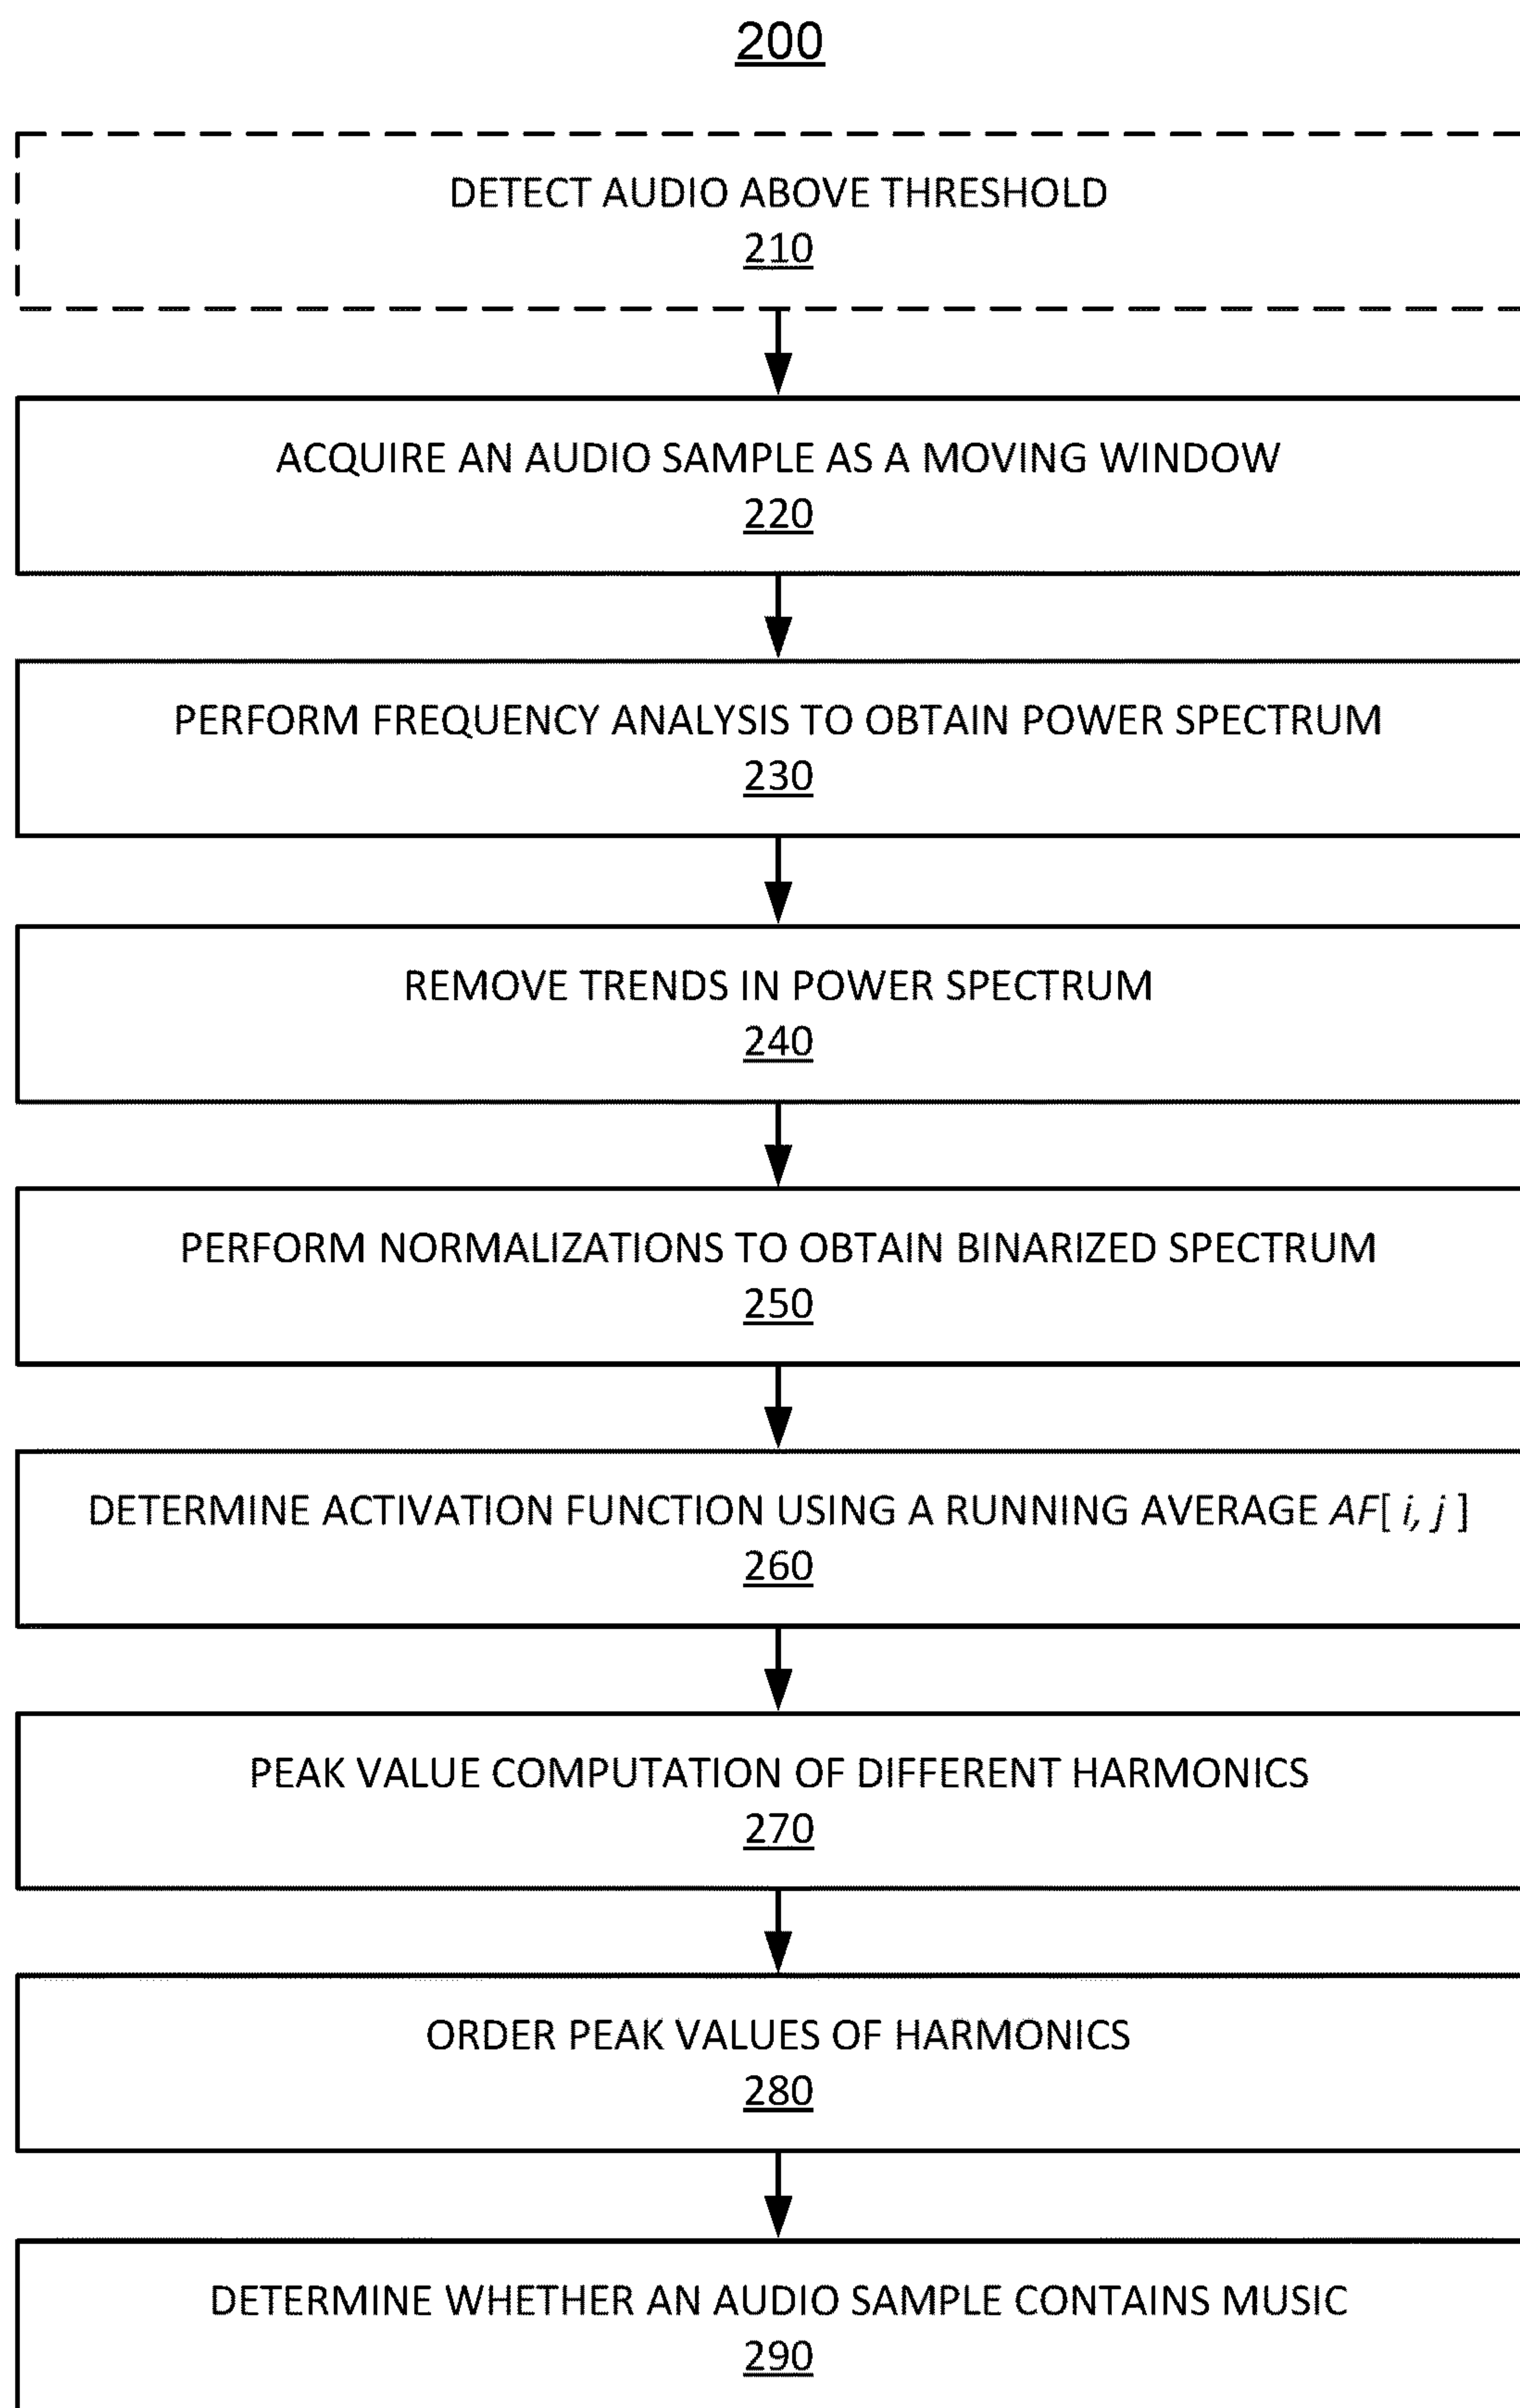 200
DETECT AUDIO ABOVE THRESHOLD
210
ACQUIRE AN AUDIO SAMPLE AS A MOVING WINDOW
220
PERFORM FREQUENCY ANALYSIS TO OBTAIN POWER SPECTRUM
230
REMOVE TRENDS IN POWER SPECTRUM
240
PERFORM NORMALIZATIONS TO OBTAIN BINARIZED SPECTRUM
250
DETERMINE ACTIVATION FUNCTION USING A RUNNING AVERAGE AF[ i, j ]
260
PEAK VALUE COMPUTATION OF DIFFERENT HARMONICS
270
ORDER PEAK VALUES OF HARMONICS
280
DETERMINE WHETHER AN AUDIO SAMPLE CONTAINS MUSIC
290